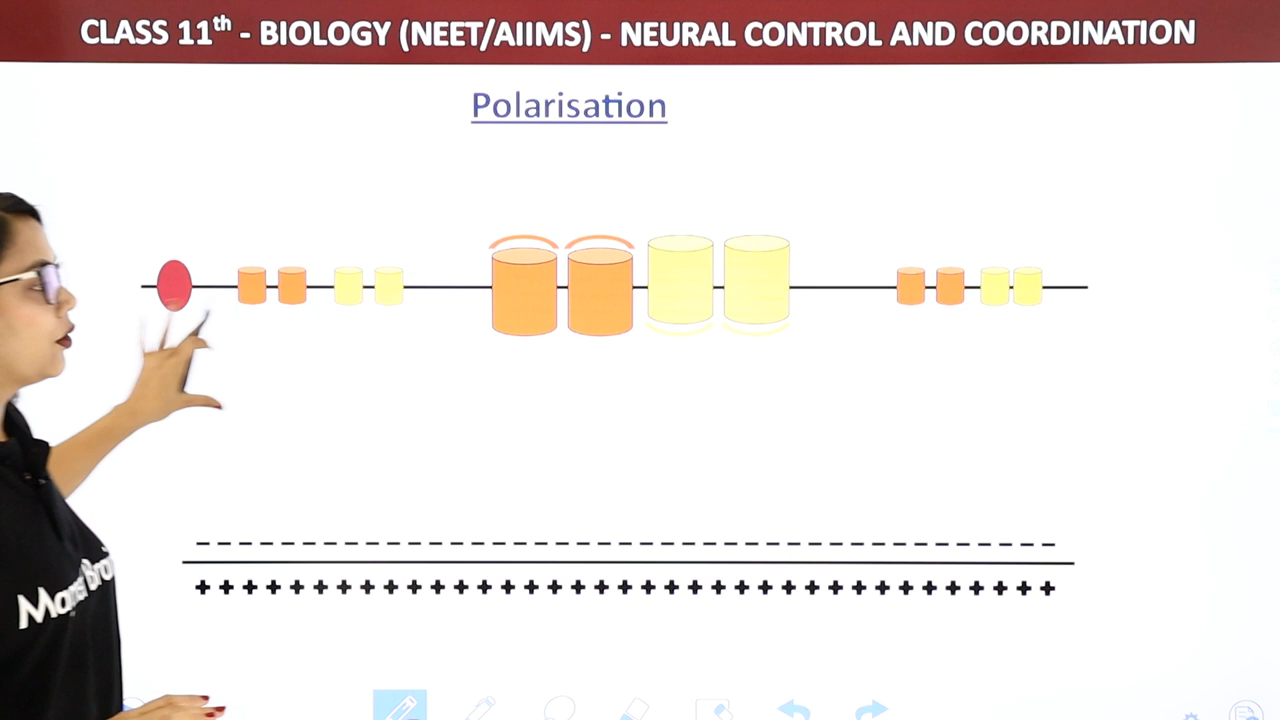 CLASS 11th - BIOLOGY (NEET/AIIMS) - NEURAL CONTROL AND COORDINATION
Polarisation
- - - - - - - - - - - - - - - - - - - - - - - - - - - - - - - - - - - - -
+ + + + + + + + + + + + + + + + + + + + + + + + + + + + + + + + + + + + +